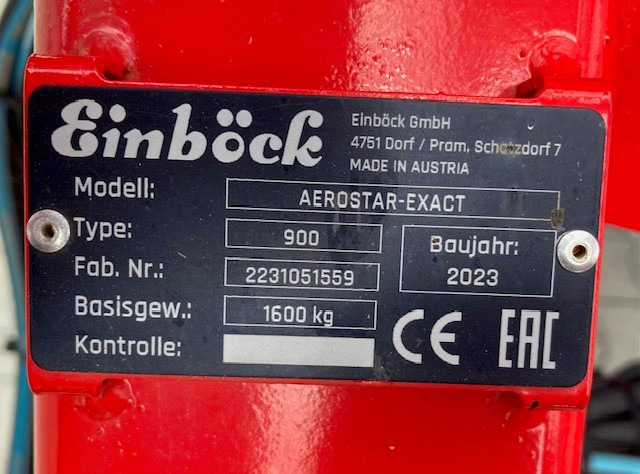 Einböck
Einböck GmbH
4751 Dorf / Pram, Schatzdorf 7
MADE IN AUSTRIA
Modell: AEROSTAR-EXACT
Type: 900
Baujahr:
2023
Fab. Nr.: 2231051559
Basisgew.: 1600 kg
Kontrolle:
CE EAC